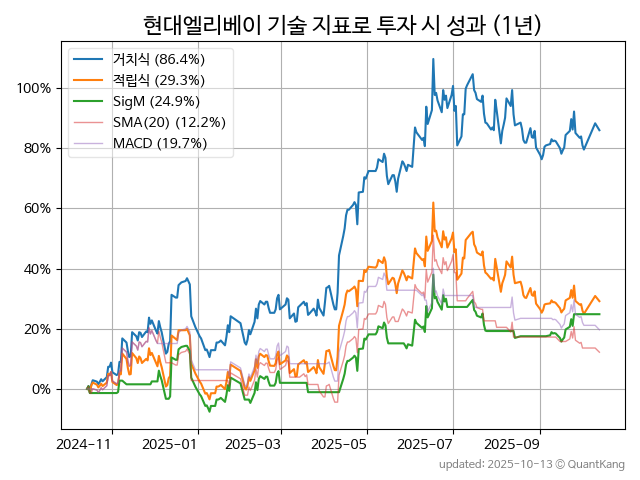 현대엘리베이 기술 지표로 투자 시 성과 (1년)
거치식 (86.4%)
적립식 (29.3%)
SigM (24.9%)
SMA(20) (12.2%)
MACD (19.7%)
100%
80%
60%
40%
20%
0%
2024-11
2025-01
2025-03
2025-05
2025-07
2025-09
updated: 2025-10-13 © QuantKang